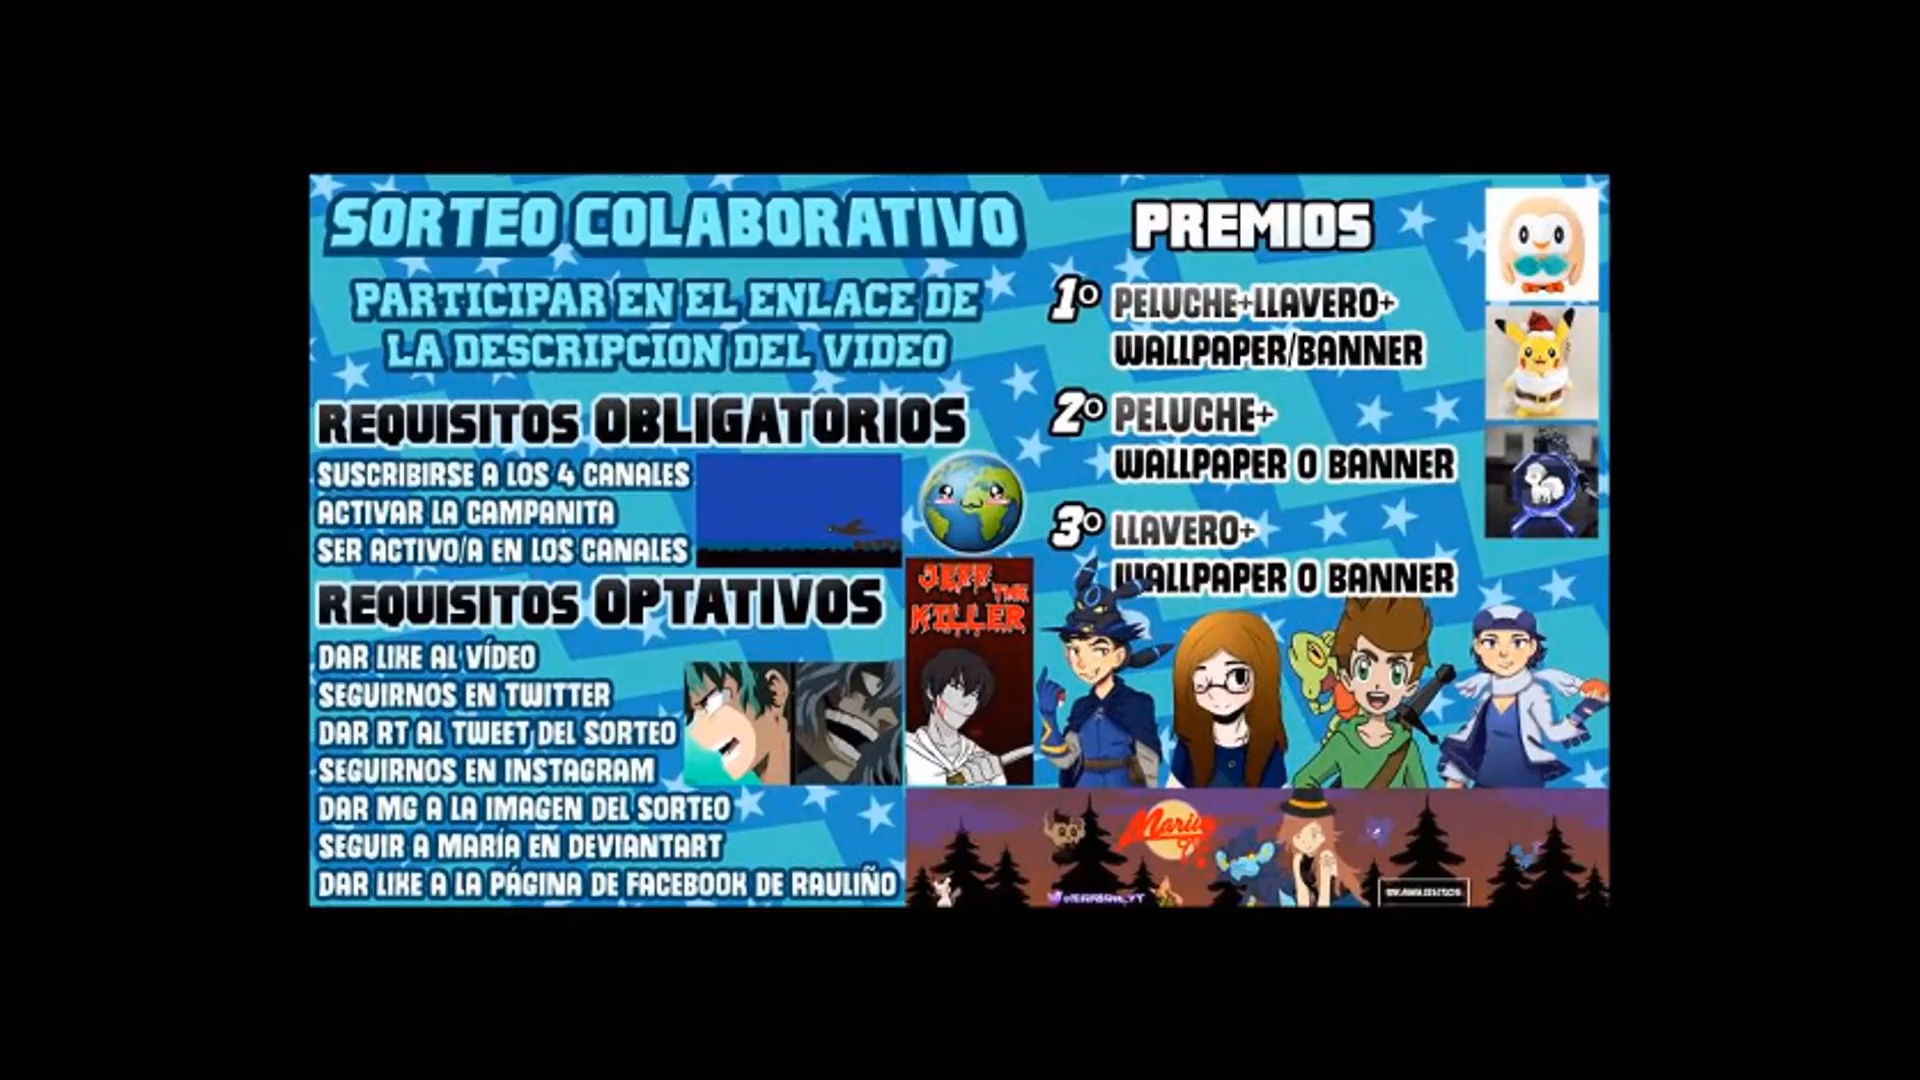 SORTEO COLABORATIVO
PARTICIPAR EN EL ENLACE DE
LA DESCRIPCION DEL VIDEO
REQUISITOS OBLIGATORIOS
SUSCRIBIRSE A LOS 4 CANALES
ACTIVAR LA CAMPANITA
SER ACTIVO/A EN LOS CANALES
REQUISITOS OPTATIVOS
DAR LIKE AL VÍDEO
SEGUIRNOS EN TWITTER
DAR RT AL TWEET DEL SORTEO
SEGUIRNOS EN INSTAGRAM
DAR MG A LA IMAGEN DEL SORTEO
SEGUIR A MARÍA EN DEVIANTART
DAR LIKE A LA PÁGINA DE FACEBOOK DE RAULIÑO
JEFF
THE
KILLER
PREMIOS
1º PELUCHE+LLAVERO+
WALLPAPER/BANNER
2º PELUCHE+
WALLPAPER O BANNER
3º LLAVERO+
WALLPAPER O BANNER